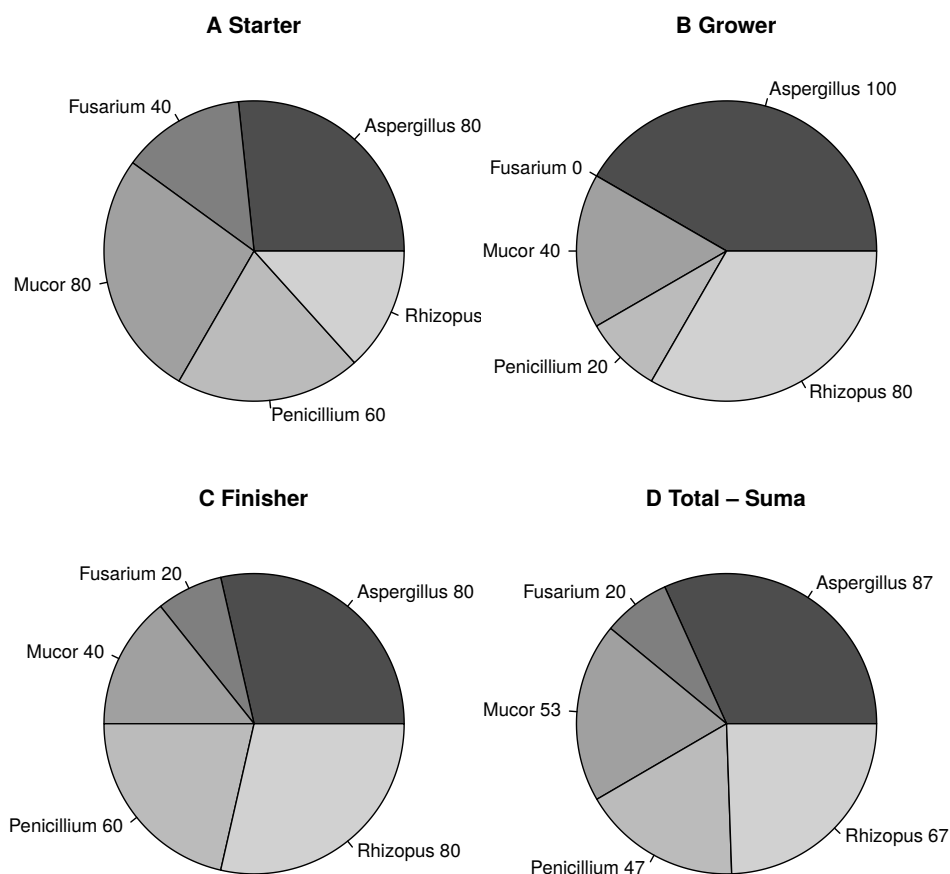 A Starter
Aspergillus 80
Fusarium 40
Mucor 80
Penicillium 60
Rhizopus
B Grower
Aspergillus 100
Fusarium 0
Mucor 40
Penicillium 20
Rhizopus 80
C Finisher
Aspergillus 80
Fusarium 20
Mucor 40
Penicillium 60
Rhizopus 80
D Total – Suma
Aspergillus 87
Fusarium 20
Mucor 53
Penicillium 47
Rhizopus 67